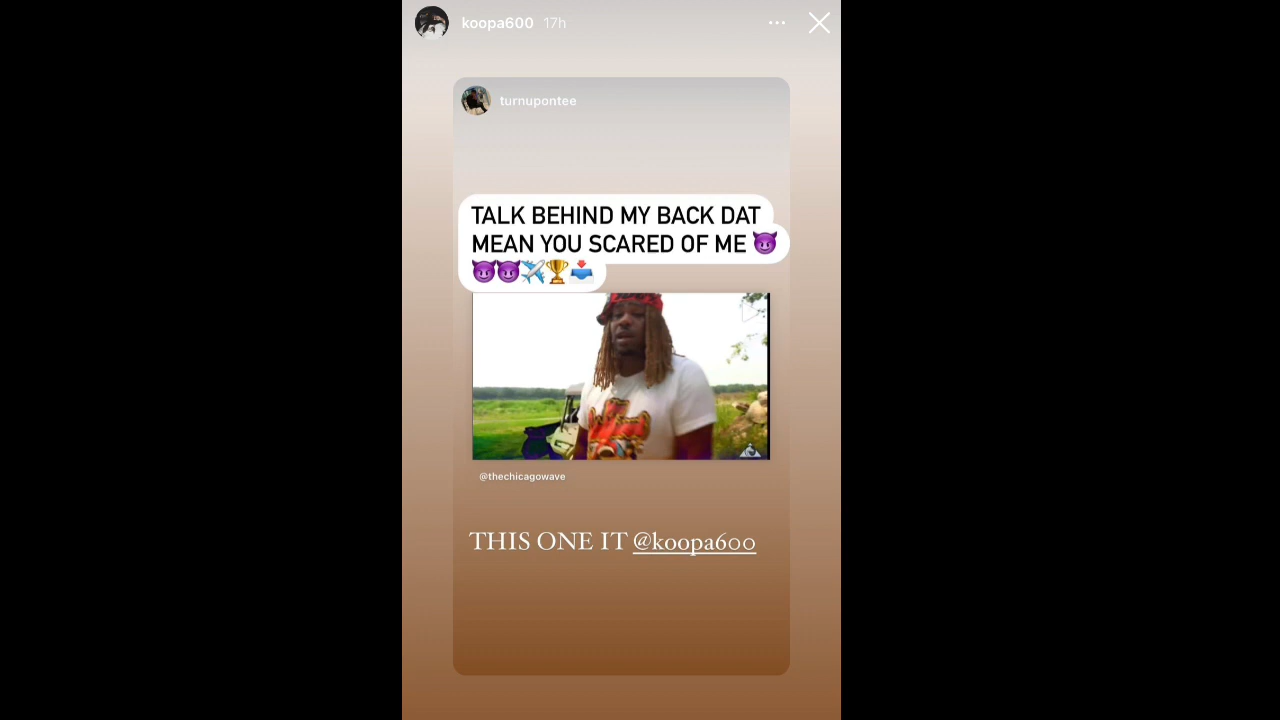 koopa600 17h
turnupontee
TALK BEHIND MY BACK DAT
MEAN YOU SCARED OF ME 😈
😈😈✈️🏆📥
@thechicagowave
THIS ONE IT @koopa600